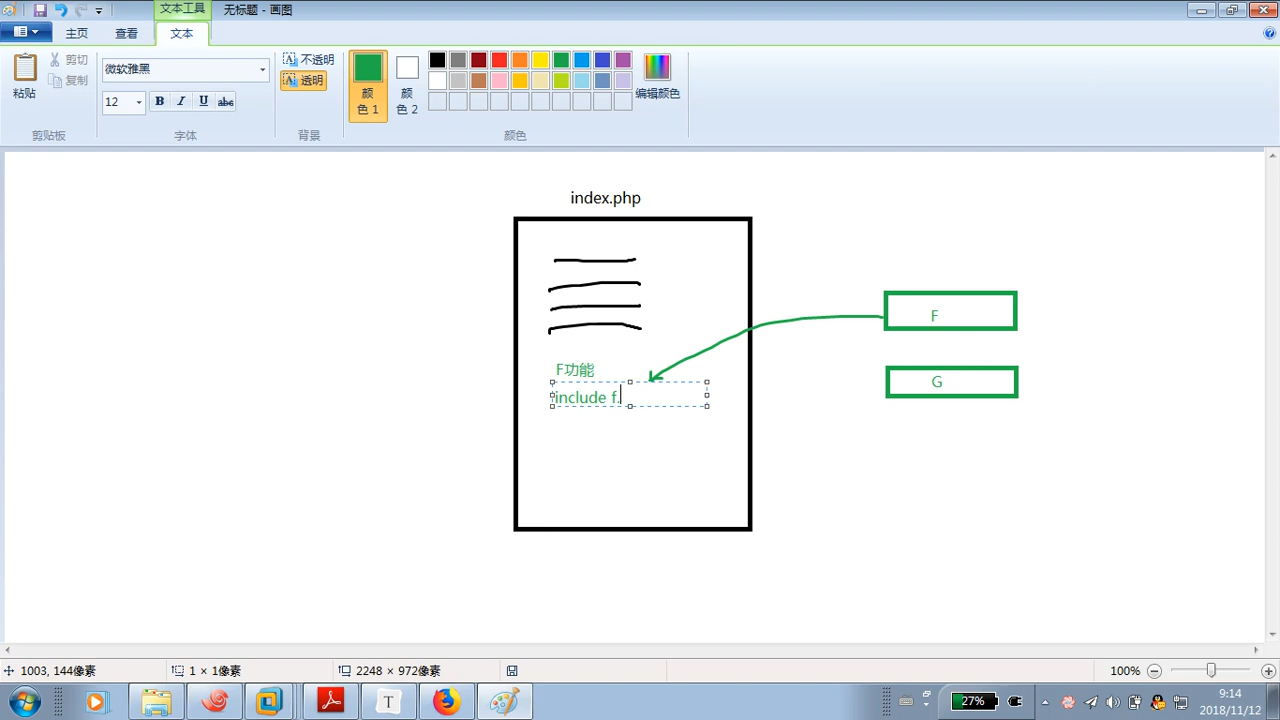 文本工具
无标题 - 画图
主页
查看
文本
粘贴
剪切
复制
剪贴板
微软雅黑
12
B I U abc
字体
A 不透明
A 透明
背景
颜
色 1
颜
色 2
编辑颜色
颜色
index.php
F功能
include f.
F
G
1003, 144像素
1 × 1像素
2248 × 972像素
100%
T
27%
9:14
2018/11/12